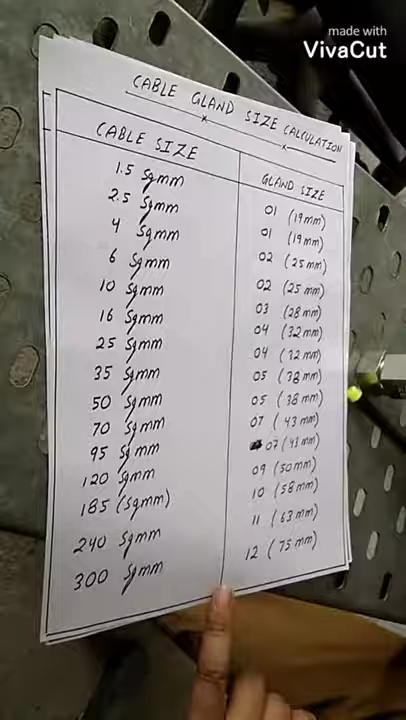 made with
VivaCut
CABLE GLAND SIZE CALCULATION
CABLE SIZE GLAND SIZE
1.5 Sqmm 01 (19mm)
2.5 Sqmm 01 (19mm)
4 Sqmm 02 (25mm)
6 Sqmm 02 (25mm)
10 Sqmm 03 (28mm)
16 Sqmm 04 (32mm)
25 Sqmm 04 (32mm)
35 Sqmm 05 (38mm)
50 Sqmm 05 (38mm)
70 Sqmm 07 (43mm)
95 Sqmm 07 (43mm)
120 Sqmm 09 (50mm)
185 (Sqmm) 10 (58mm)
240 Sqmm 11 (63mm)
300 Sqmm 12 (75mm)